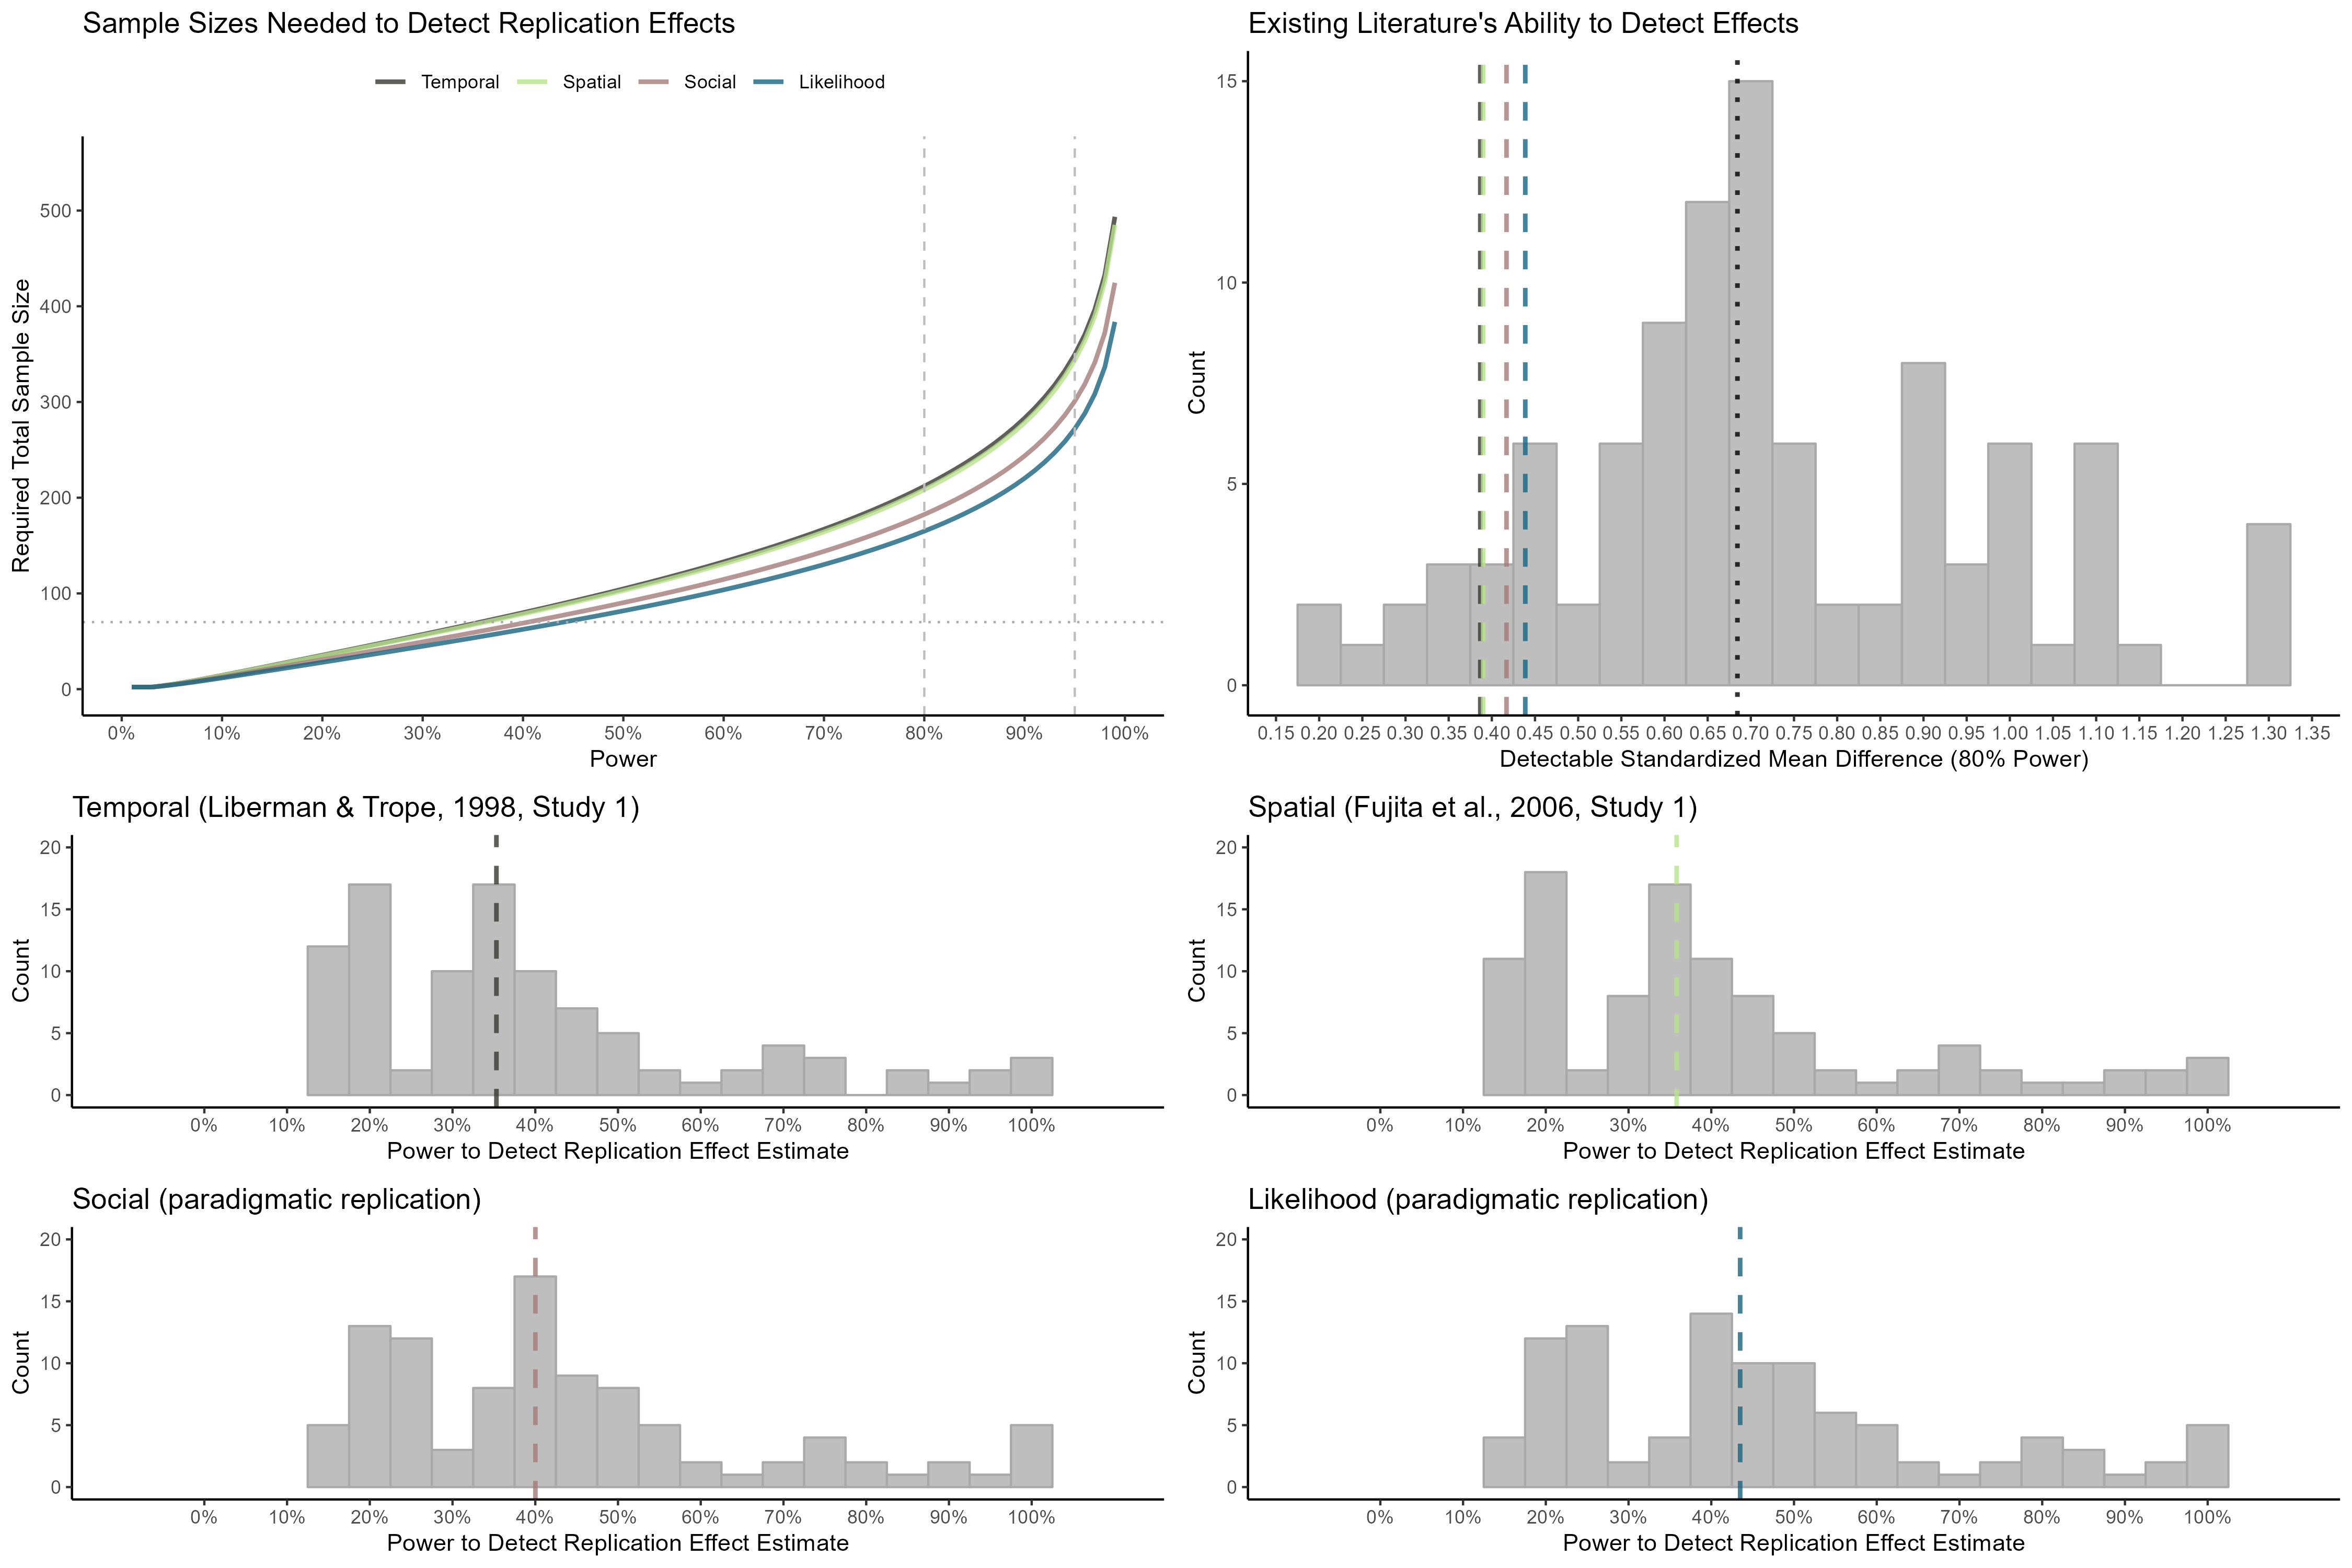 Sample Sizes Needed to Detect Replication Effects
Temporal Spatial Social Likelihood
Required Total Sample Size
500
400
300
200
100
0
0% 10% 20% 30% 40% 50% 60% 70% 80% 90% 100%
Power
Existing Literature's Ability to Detect Effects
Count
15
10
5
0
0.15 0.20 0.25 0.30 0.35 0.40 0.45 0.50 0.55 0.60 0.65 0.70 0.75 0.80 0.85 0.90 0.95 1.00 1.05 1.10 1.15 1.20 1.25 1.30 1.35
Detectable Standardized Mean Difference (80% Power)
Temporal (Liberman & Trope, 1998, Study 1)
Count
20
15
10
5
0
0% 10% 20% 30% 40% 50% 60% 70% 80% 90% 100%
Power to Detect Replication Effect Estimate
Spatial (Fujita et al., 2006, Study 1)
Count
20
15
10
5
0
0% 10% 20% 30% 40% 50% 60% 70% 80% 90% 100%
Power to Detect Replication Effect Estimate
Social (paradigmatic replication)
Count
20
15
10
5
0
0% 10% 20% 30% 40% 50% 60% 70% 80% 90% 100%
Power to Detect Replication Effect Estimate
Likelihood (paradigmatic replication)
Count
20
15
10
5
0
0% 10% 20% 30% 40% 50% 60% 70% 80% 90% 100%
Power to Detect Replication Effect Estimate